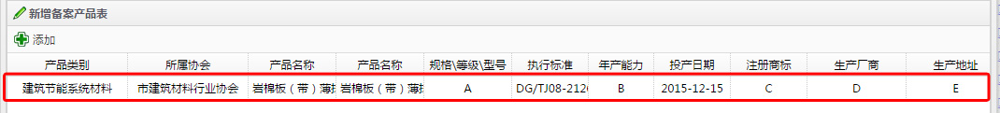 新增备案产品表
添加
产品类别 所属协会 产品名称 产品名称 规格\等级\型号 执行标准 年产能力 投产日期 注册商标 生产厂商 生产地址
建筑节能系统材料 市建筑材料行业协会 岩棉板（带）薄抹 岩棉板（带）薄抹 A DG/TJ08-212 B 2015-12-15 C D E